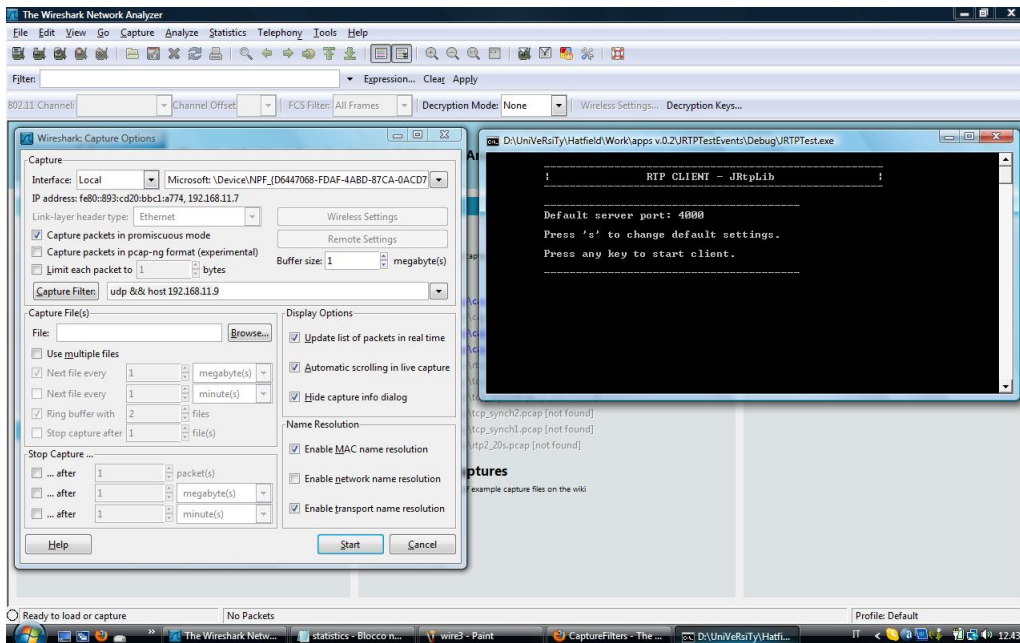 The Wireshark Network Analyzer
File Edit View Go Capture Analyze Statistics Telephony Tools Help
Filter: Expression... Clear Apply
802.11 Channel: Channel Offset: FCS Filter: All Frames Decryption Mode: None Wireless Settings... Decryption Keys...
Wireshark: Capture Options
Capture
Interface: Local Microsoft: \Device\NPF_{D6447068-FDAF-4ABD-87CA-0ACD7
IP address: fe80::893:cd20:bbc1:a774, 192.168.11.7
Link-layer header type: Ethernet Wireless Settings
Capture packets in promiscuous mode Remote Settings
Capture packets in pcap-ng format (experimental)
Limit each packet to 1 bytes Buffer size: 1 megabyte(s)
Capture Filter: udp && host 192.168.11.9
Capture File(s)
File: Browse...
Use multiple files
Next file every 1 megabyte(s)
Next file every 1 minute(s)
Ring buffer with 2 files
Stop capture after 1 file(s)
Stop Capture ...
... after 1 packet(s)
... after 1 megabyte(s)
... after 1 minute(s)
Display Options
Update list of packets in real time
Automatic scrolling in live capture
Hide capture info dialog
Name Resolution
Enable MAC name resolution
Enable network name resolution
Enable transport name resolution
Help Start Cancel
D:\UniVeRsiTy\Hatfield\Work\apps v.0.2\JRTPTestEvents\Debug\JRTPTest.exe
RTP CLIENT - JRtpLib
Default server port: 4000
Press 's' to change default settings.
Press any key to start client.
\tcp_synch2.pcap [not found]
\tcp_synch1.pcap [not found]
\rtp2_20s.pcap [not found]
ptures
f example capture files on the wiki
Ready to load or capture No Packets Profile: Default
The Wireshark Netw... statistics - Blocco n... wire3 - Paint CaptureFilters - The ... D:\UniVeRsiTy\Hatfi... IT 12.43